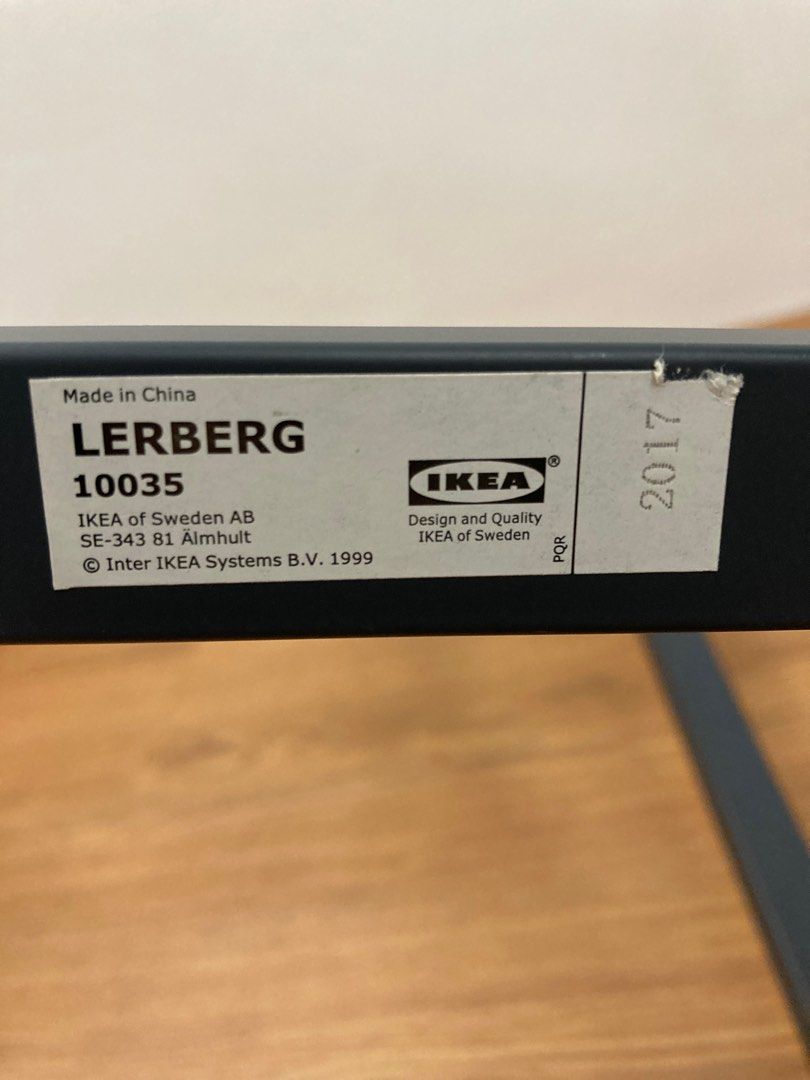 Made in China
LERBERG
10035
IKEA of Sweden AB
SE-343 81 Älmhult
© Inter IKEA Systems B.V. 1999
IKEA®
Design and Quality
IKEA of Sweden
PQR
2017